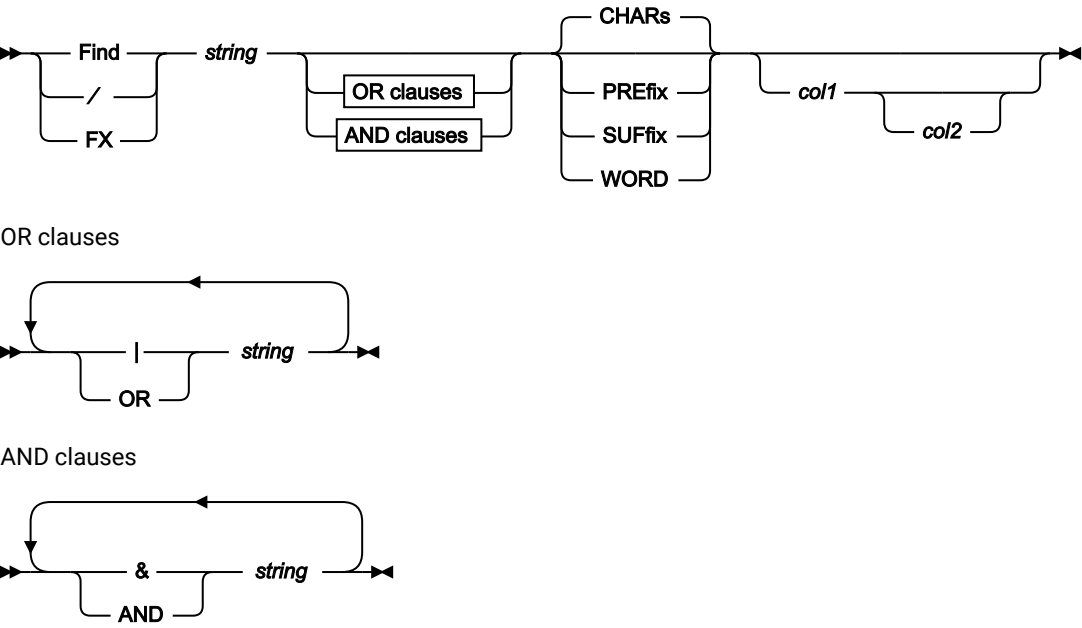 CHARs
Find string
/ OR clauses PREfix col1
AND clauses SUFfix col2
FX
WORD
OR clauses
| string
OR
AND clauses
& string
AND